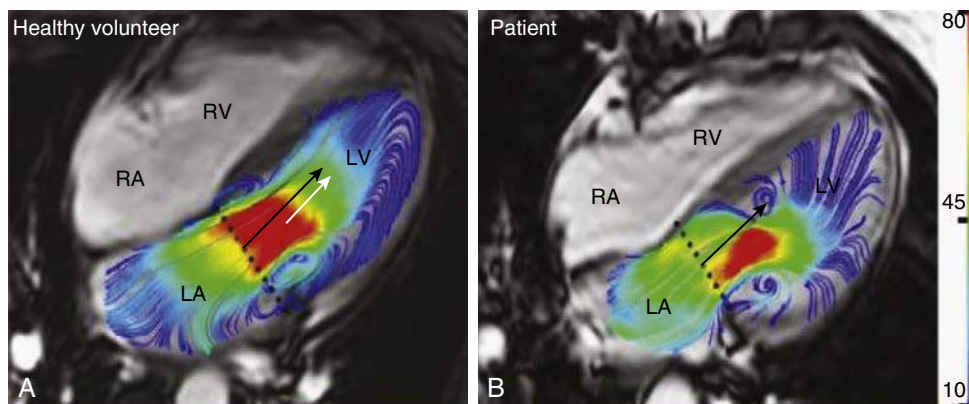 Healthy volunteer
RV
LV
RA
LA
A
Patient
RV
LV
RA
LA
B
80
45
10